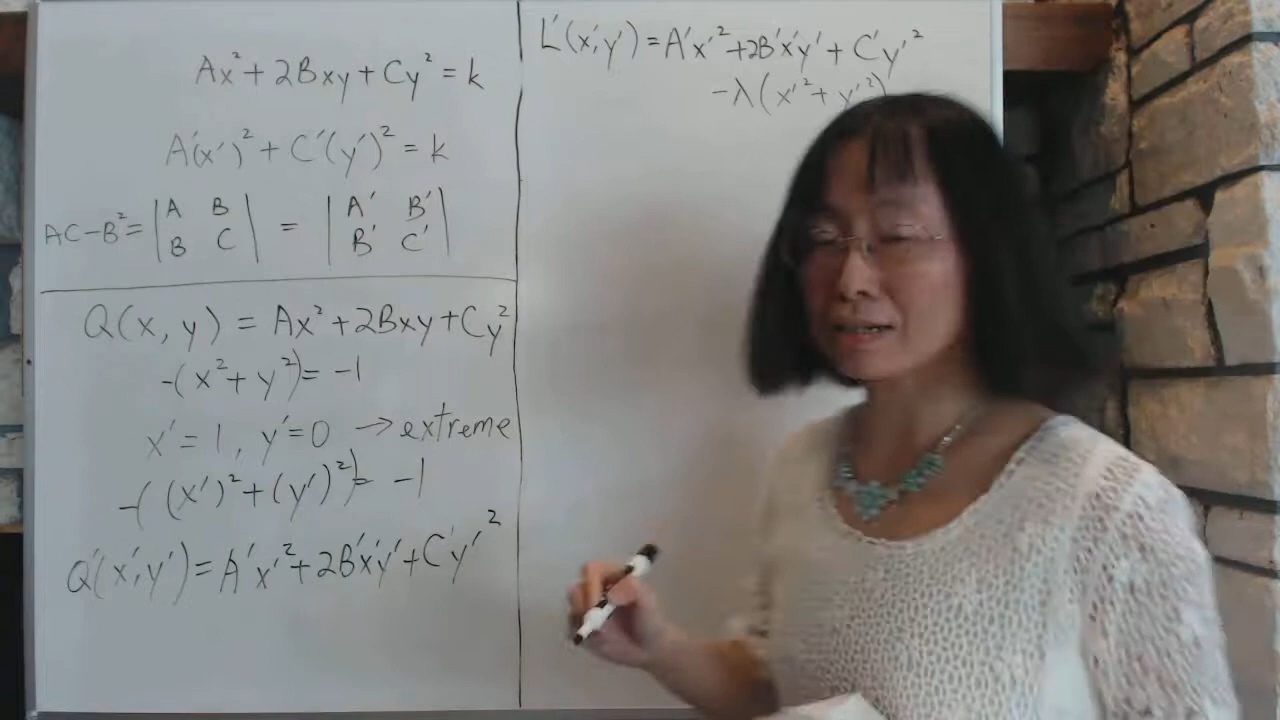 Ax² + 2Bxy + Cy² = k
A'(x')² + C'(y')² = k
AC-B² = |A B| = |A' B'|
|B C| |B' C'|
Q(x, y) = Ax² + 2Bxy + Cy²
-(x² + y²) = -1
x' = 1, y' = 0 → extreme
-((x')² + (y')²) = -1
Q'(x', y') = A'x'² + 2B'x'y' + C'y'²
L'(x', y') = A'x'² + 2B'x'y' + C'y'²
-λ(x'² + y'²)